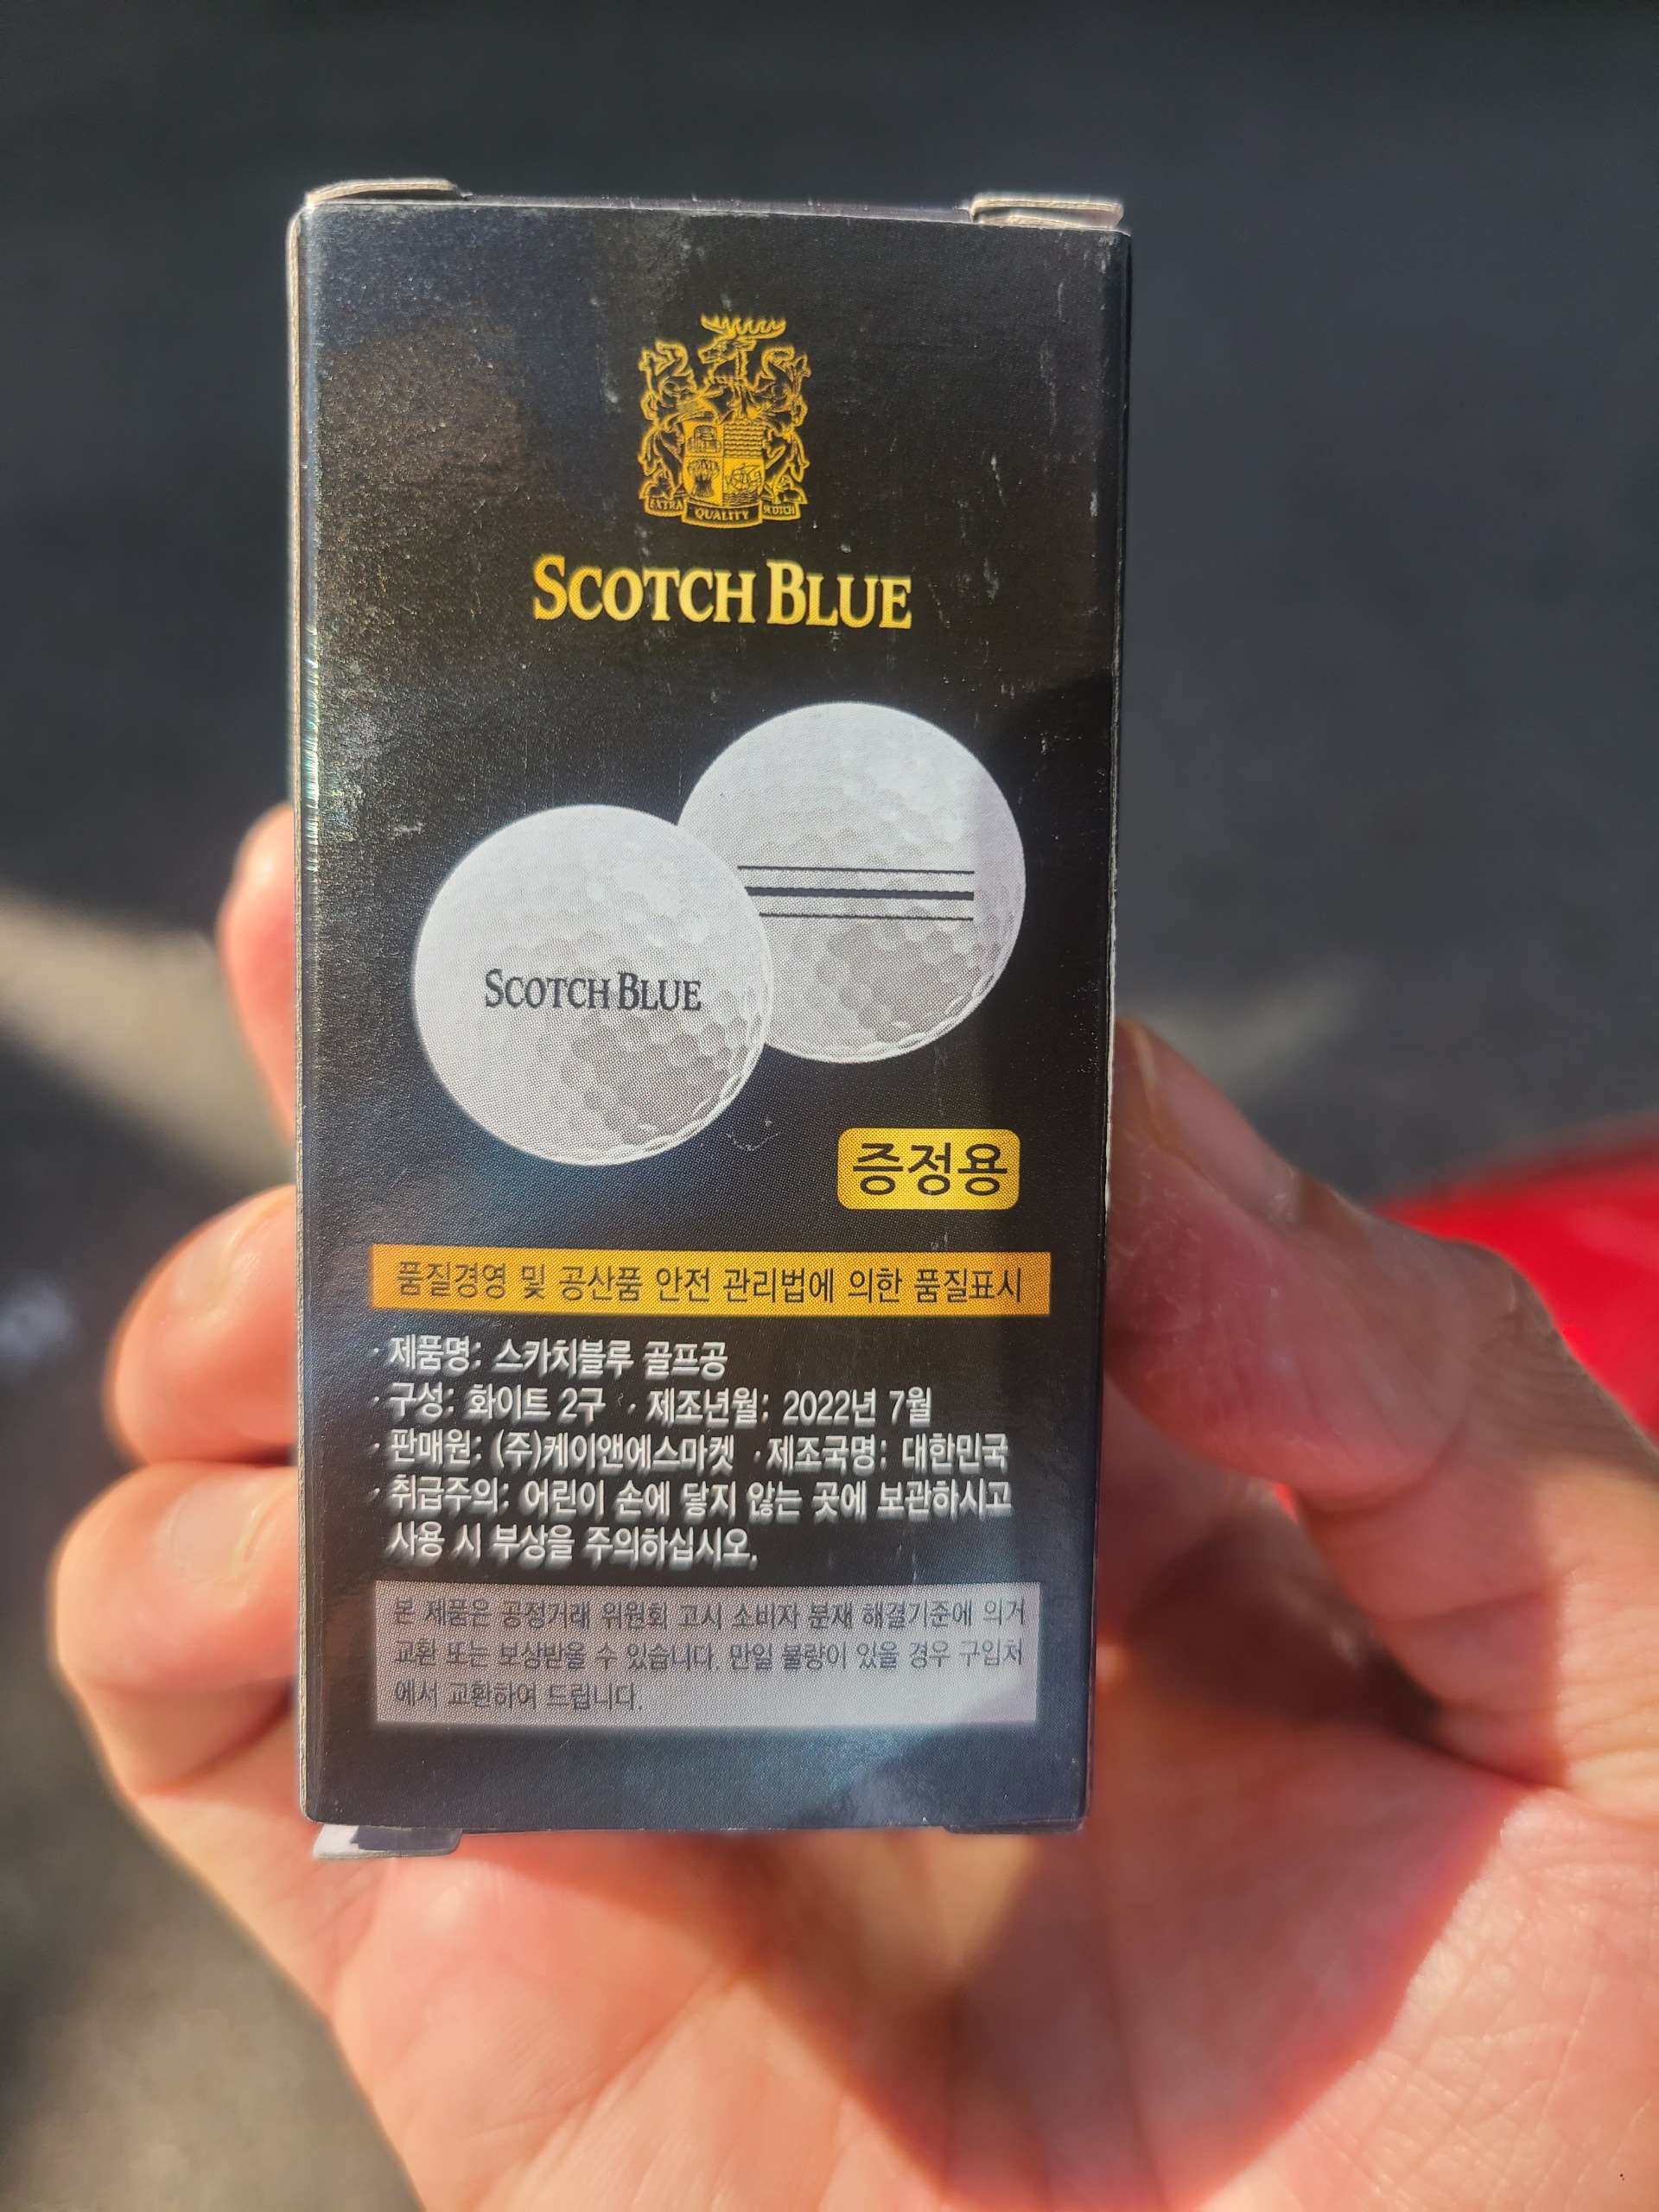 EXTRA QUALITY SCOTCH
SCOTCH BLUE
SCOTCH BLUE
증정용
품질경영 및 공산품 안전 관리법에 의한 품질표시
· 제품명: 스카치블루 골프공
· 구성: 화이트 2구 · 제조년월: 2022년 7월
· 판매원: (주)케이앤에스마켓 · 제조국명: 대한민국
· 취급주의: 어린이 손에 닿지 않는 곳에 보관하시고
사용 시 부상을 주의하십시오.
본 제품은 공정거래 위원회 고시 소비자 분재 해결기준에 의거
교환 또는 보상받을 수 있습니다. 만일 불량이 있을 경우 구입처
에서 교환하여 드립니다.